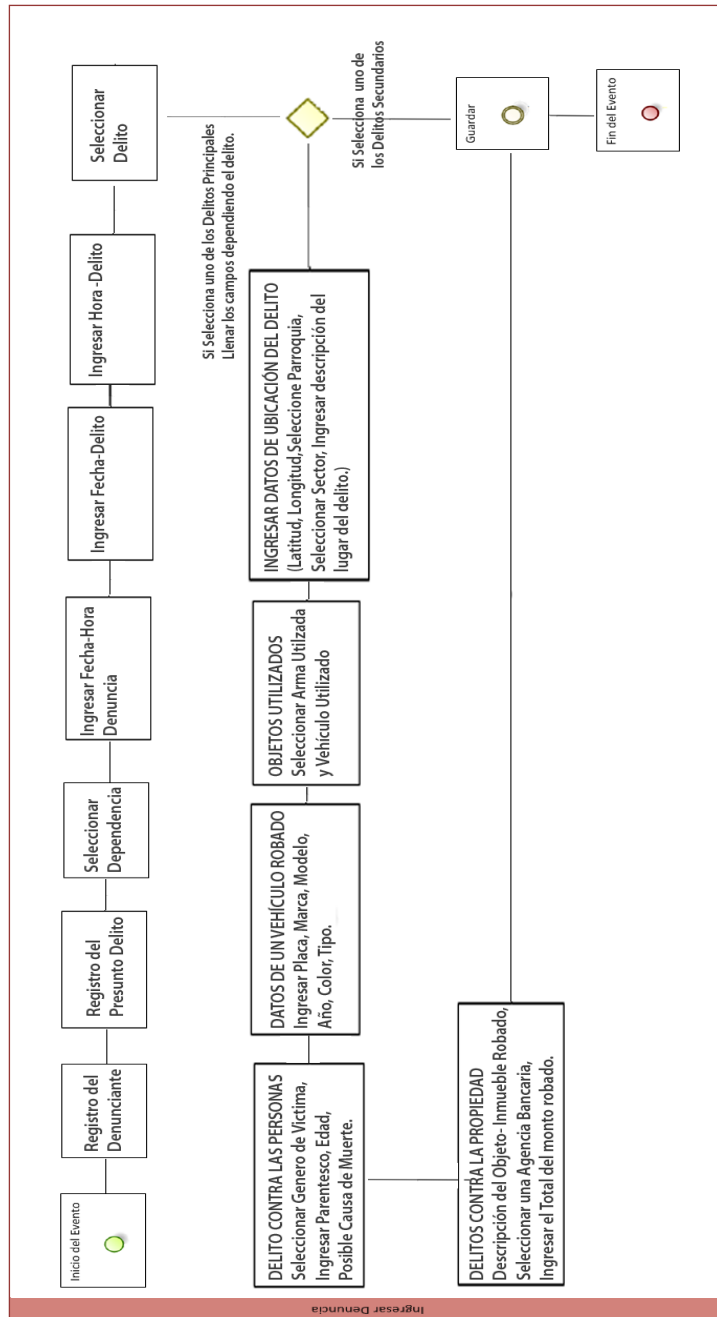 Ingresar Denuncia
Inicio del Evento
Registro del
Denunciante
Registro del
Presunto Delito
Seleccionar
Dependencia
Ingresar Fecha-Hora
Denuncia
Ingresar Fecha-Delito
Ingresar Hora -Delito
Seleccionar
Delito
Si Selecciona uno de los Delitos Principales
Llenar los campos dependiendo el delito.
Si Selecciona uno de
los Delitos Secundarios
INGRESAR DATOS DE UBICACIÓN DEL DELITO
(Latitud, Longitud,Seleccione Parroquia,
Seleccionar Sector, Ingresar descripción del
lugar del delito.)
OBJETOS UTILIZADOS
Seleccionar Arma Utilzada
y Vehículo Utilizado
DATOS DE UN VEHÍCULO ROBADO
Ingresar Placa, Marca, Modelo,
Año, Color, Tipo.
DELITO CONTRA LAS PERSONAS
Seleccionar Genero de Victima,
Ingresar Parentesco, Edad,
Posible Causa de Muerte.
DELITOS CONTRA LA PROPIEDAD
Descripción del Objeto- Inmueble Robado,
Seleccionar una Agencia Bancaria,
Ingresar el Total del monto robado.
Guardar
Fin del Evento